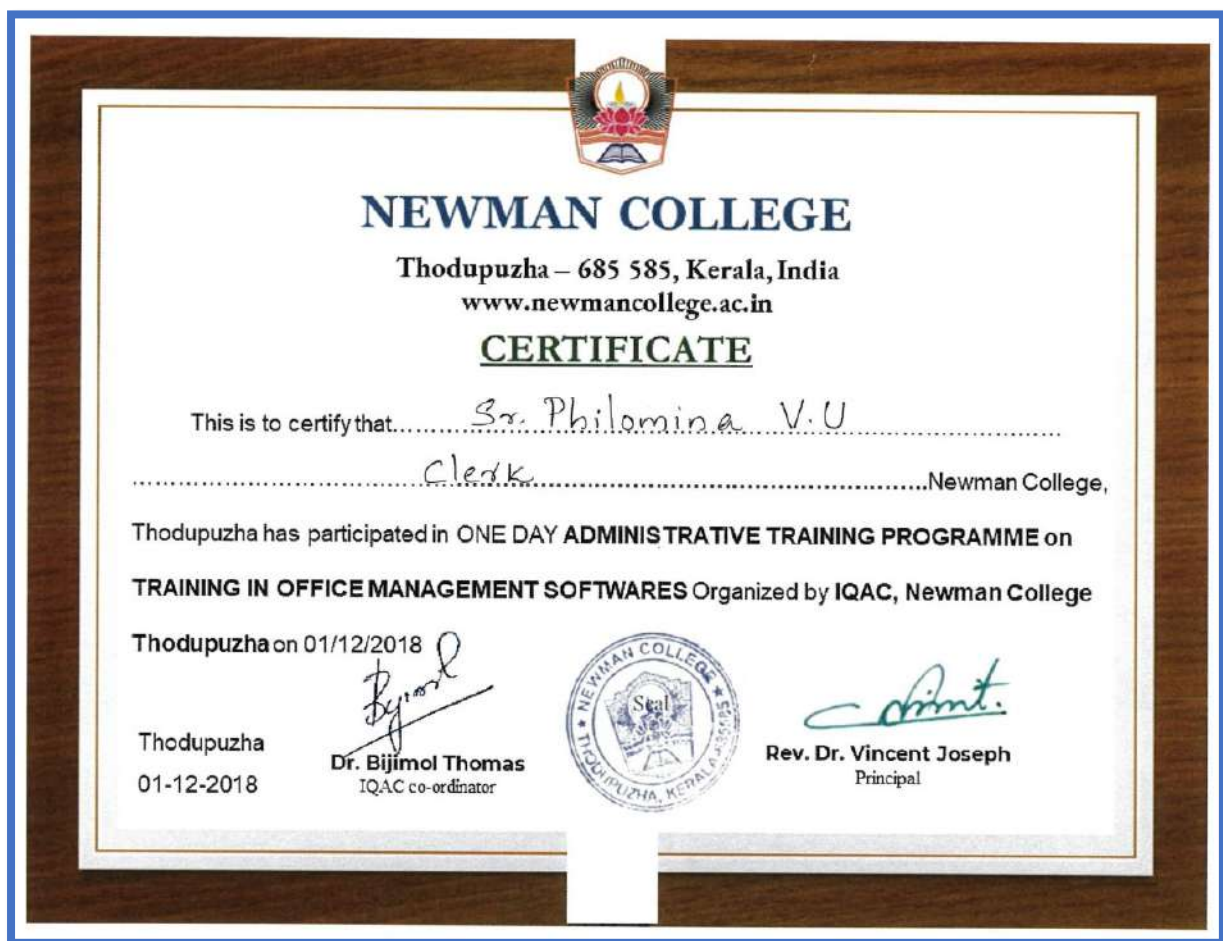 NEWMAN COLLEGE
Thodupuzha – 685 585, Kerala, India
www.newmancollege.ac.in
CERTIFICATE
This is to certify that.......... Sr. Philomina V.U ..........
.......... Clerk ..........Newman College,
Thodupuzha has participated in ONE DAY ADMINISTRATIVE TRAINING PROGRAMME on
TRAINING IN OFFICE MANAGEMENT SOFTWARES Organized by IQAC, Newman College
Thodupuzha on 01/12/2018
Thodupuzha
01-12-2018
Dr. Bijimol Thomas
IQAC co-ordinator
NEWMAN COLLEGE
Seal
THODUPUZHA, KERALA-685585
Rev. Dr. Vincent Joseph
Principal